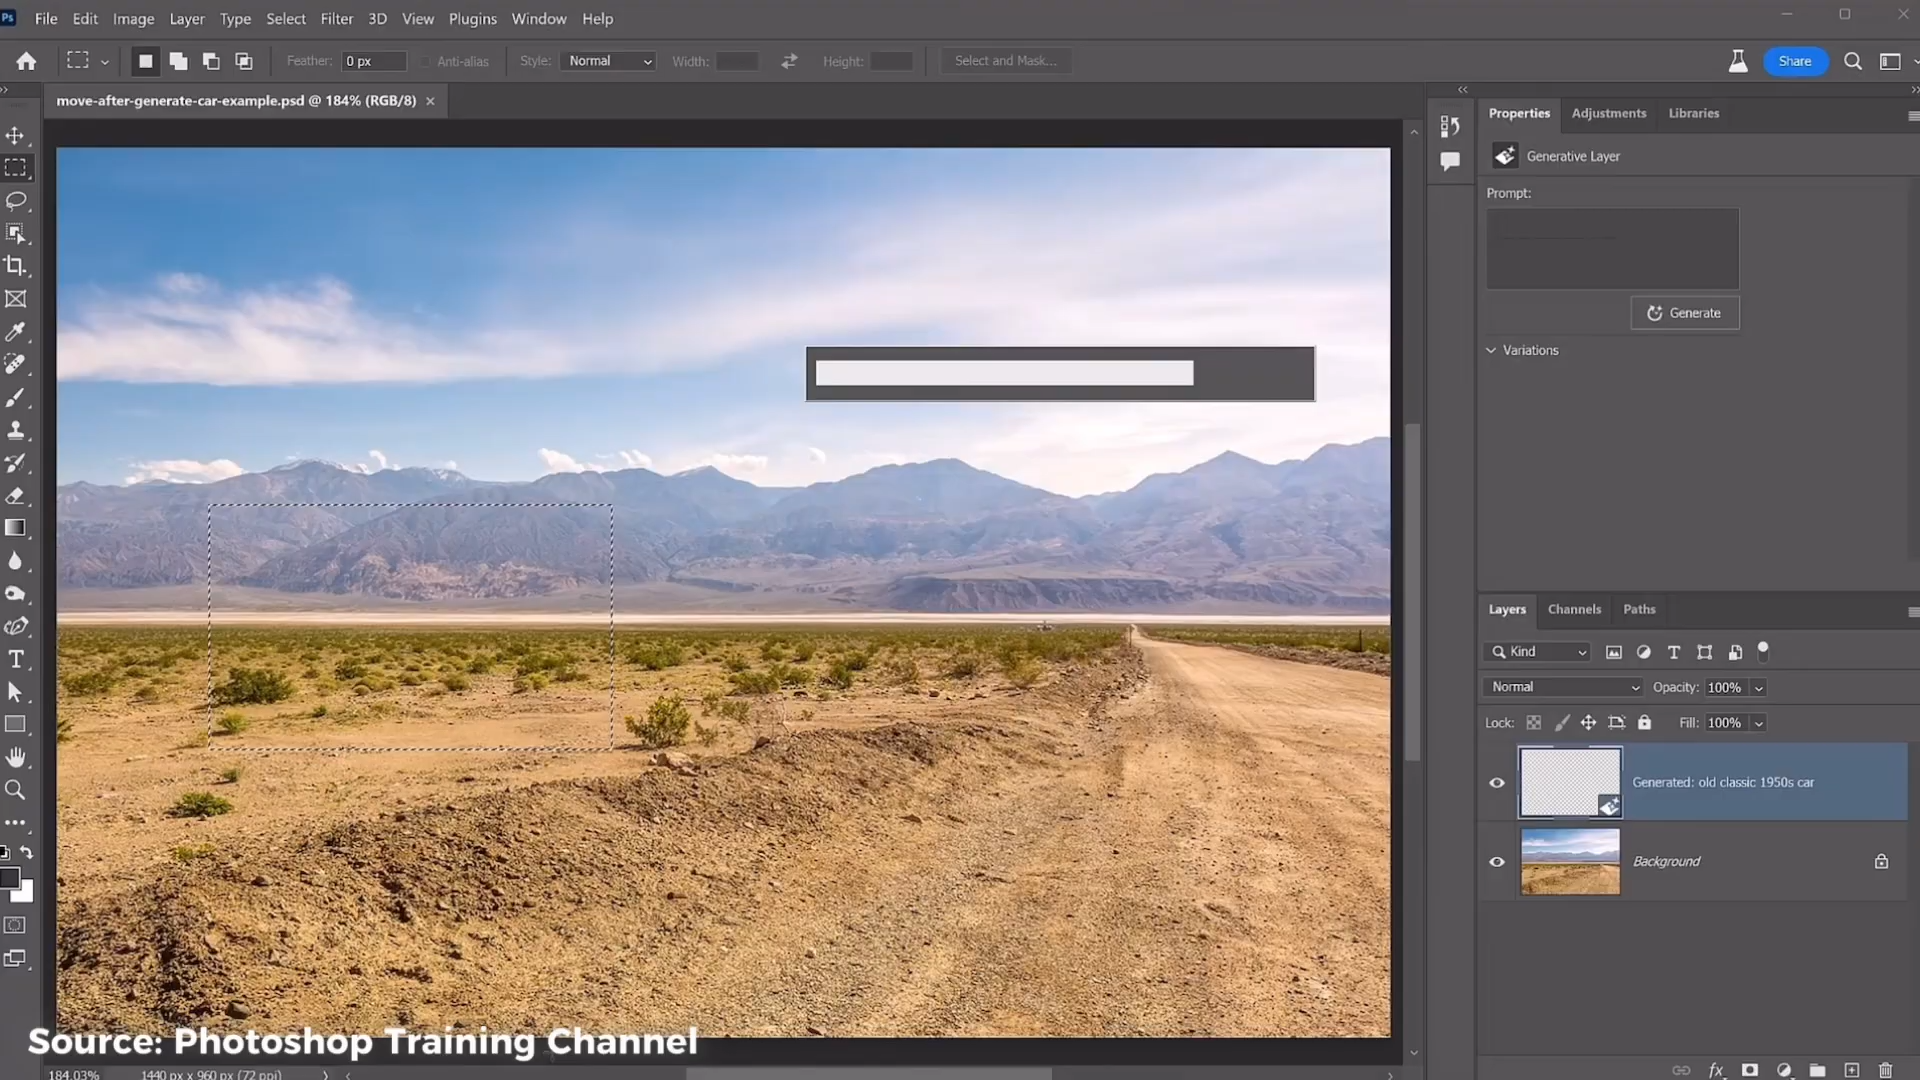 Ps File Edit Image Layer Type Select Filter 3D View Plugins Window Help
Feather: 0 px Anti-alias Style: Normal Width: Height: Select and Mask... Share
move-after-generate-car-example.psd @ 184% (RGB/8)
Properties Adjustments Libraries
Generative Layer
Prompt:
Generate
Variations
Layers Channels Paths
Kind
Normal Opacity: 100%
Lock: Fill: 100%
Generated: old classic 1950s car
Background
Source: Photoshop Training Channel
184.03% 1440 px x 960 px (72 ppi)